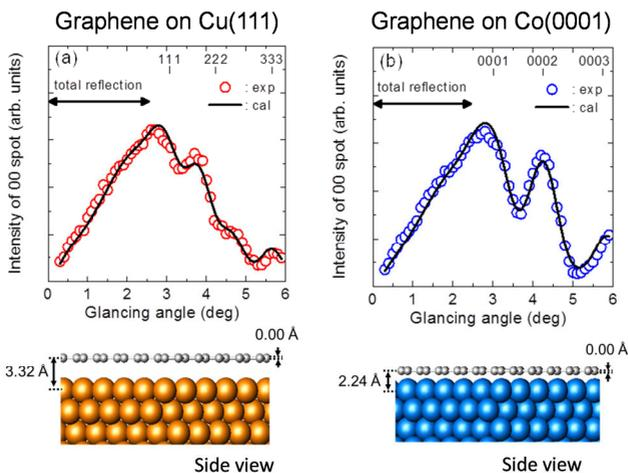 Graphene on Cu(111)
(a)
111 222 333
total reflection
: exp
: cal
Intensity of 00 spot (arb. units)
0 1 2 3 4 5 6
Glancing angle (deg)
0.00 Å
3.32 Å
Side view
Graphene on Co(0001)
(b)
0001 0002 0003
total reflection
: exp
: cal
Intensity of 00 spot (arb. units)
0 1 2 3 4 5 6
Glancing angle (deg)
0.00 Å
2.24 Å
Side view